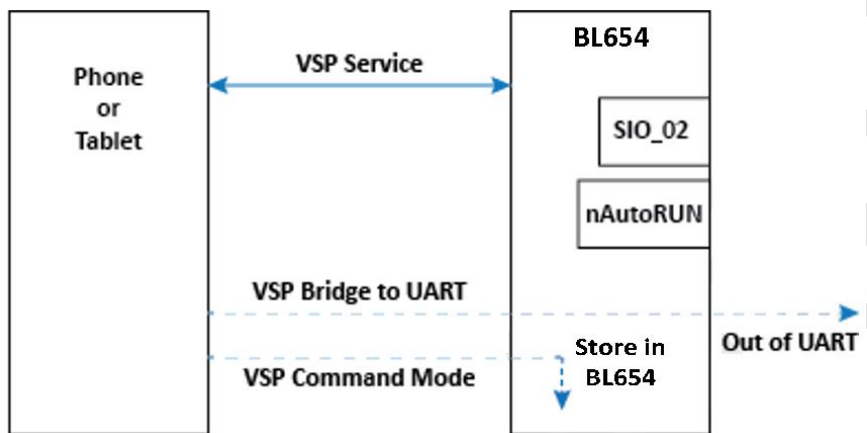 Phone
or
Tablet
VSP Service
BL654
SIO_02
nAutoRUN
VSP Bridge to UART
Out of UART
VSP Command Mode
Store in
BL654